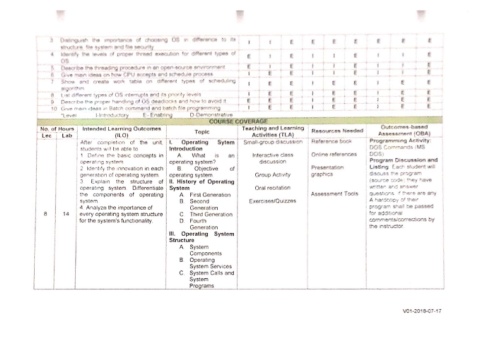 3 Distinguish the importance of choosing OS in difference to its
structure, file system and file security
4 Identify the levels of proper thread execution for different types of
OS
5 Describe the threading procedure in an open-source environment
6 Give main ideas on how CPU accepts and schedule process
7 Show and create work table on different types of scheduling
algorithm
8 List different types of OS interrupts and its priority levels
9 Describe the proper handling of OS deadlocks and how to avoid it
10 Give main ideas in Batch command and batch file programming
*Level: I-Introductory E- Enabling D-Demonstrative
COURSE COVERAGE
No. of Hours
Lec Lab
Intended Learning Outcomes
(ILO)
Topic
Teaching and Learning
Activities (TLA)
Resources Needed
Outcomes-based
Assessment (OBA)
8 14
After completion of the unit,
students will be able to:
1. Define the basic concepts in
operating system
2. Identify the innovation in each
generation of operating system.
3. Explain the structure of
operating system. Differentiate
the components of operating
system
4. Analyze the importance of
every operating system structure
for the system's functionality.
I. Operating Sytem
Introduction
A. What is an
operating system?
B. Objective of
operating system
II. History of Operating
System
A. First Generation
B. Second
Generation
C. Third Generation
D. Fourth
Generation
III. Operating System
Structure
A. System
Components
B. Operating
System Services
C. System Calls and
System
Programs
Small-group discussion
Interactive class
discussion
Group Activity
Oral recitation
Exercises/Quizzes
Reference book
Online references
Presentation
graphics
Assessment Tools
Programming Activity:
DOS Commands (MS
DOS)
Program Discussion and
Listing. Each student will
discuss the program
resource code, they have
written and answer
questions, if there are any.
A hardcopy of their
program shall be passed
for additional
comments/corrections by
the instructor.
V01-2019-07-17